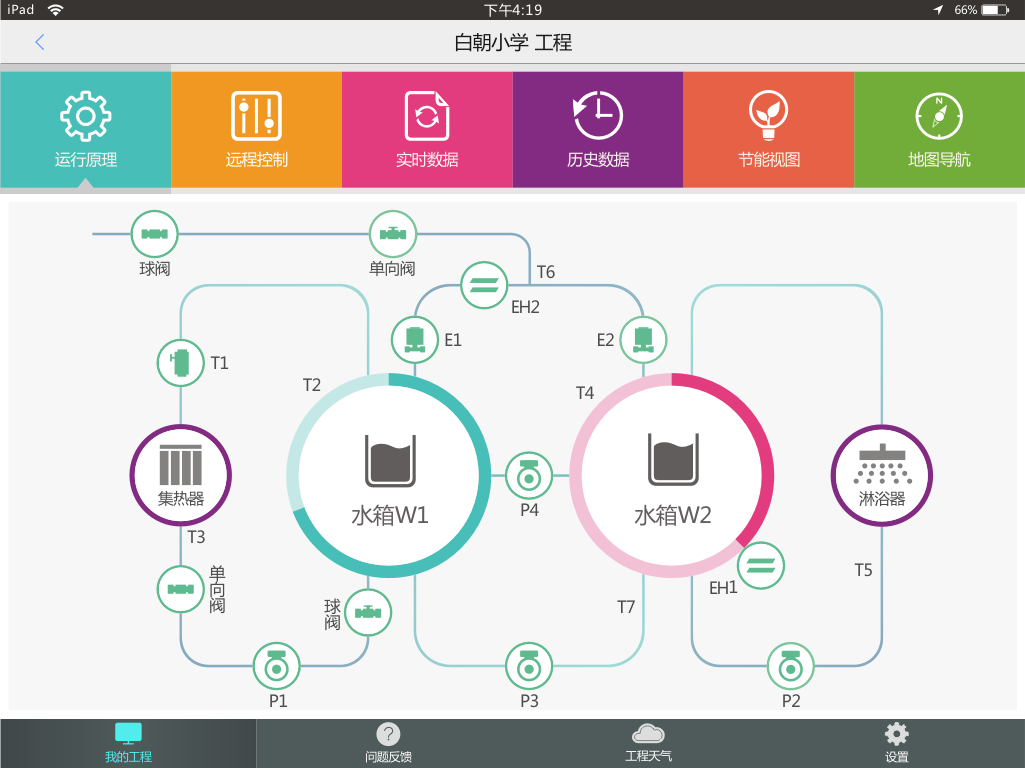 iPad 下午4:19 66%
白朝小学 工程
运行原理 远程控制 实时数据 历史数据 节能视图 地图导航
N
球阀 单向阀 T6
EH2
E1 E2
T1
T2 T4
集热器 水箱W1 P4 水箱W2 淋浴器
T3
单向阀
球阀
EH1
T5
T7
P1 P3 P2
我的工程 问题反馈 工程天气 设置